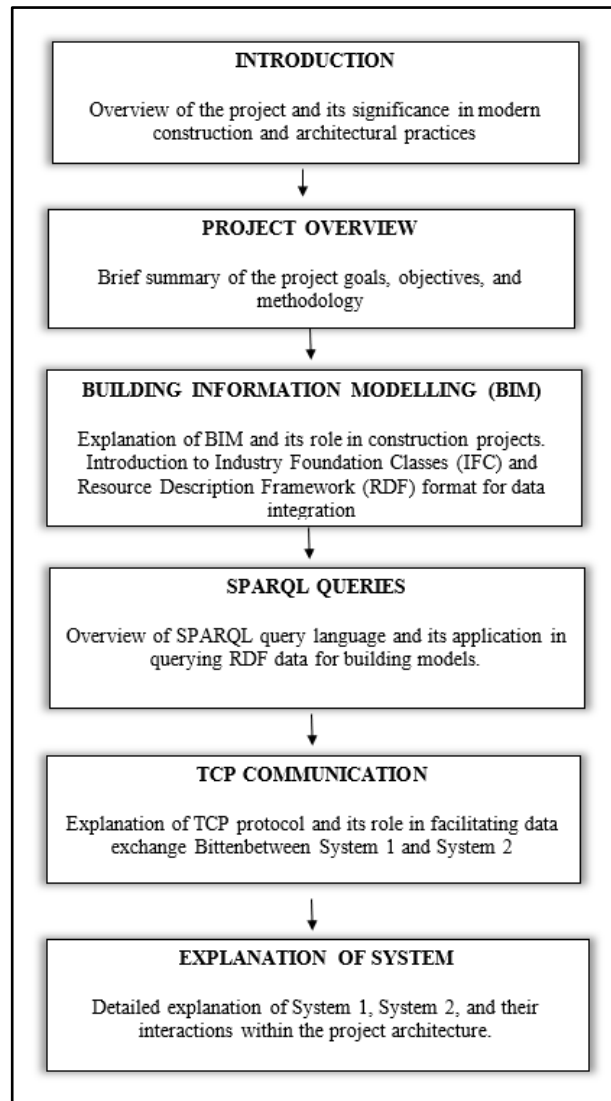 INTRODUCTION
Overview of the project and its significance in modern
construction and architectural practices
PROJECT OVERVIEW
Brief summary of the project goals, objectives, and
methodology
BUILDING INFORMATION MODELLING (BIM)
Explanation of BIM and its role in construction projects.
Introduction to Industry Foundation Classes (IFC) and
Resource Description Framework (RDF) format for data
integration
SPARQL QUERIES
Overview of SPARQL query language and its application in
querying RDF data for building models.
TCP COMMUNICATION
Explanation of TCP protocol and its role in facilitating data
exchange Bittenbetween System 1 and System 2
EXPLANATION OF SYSTEM
Detailed explanation of System 1, System 2, and their
interactions within the project architecture.